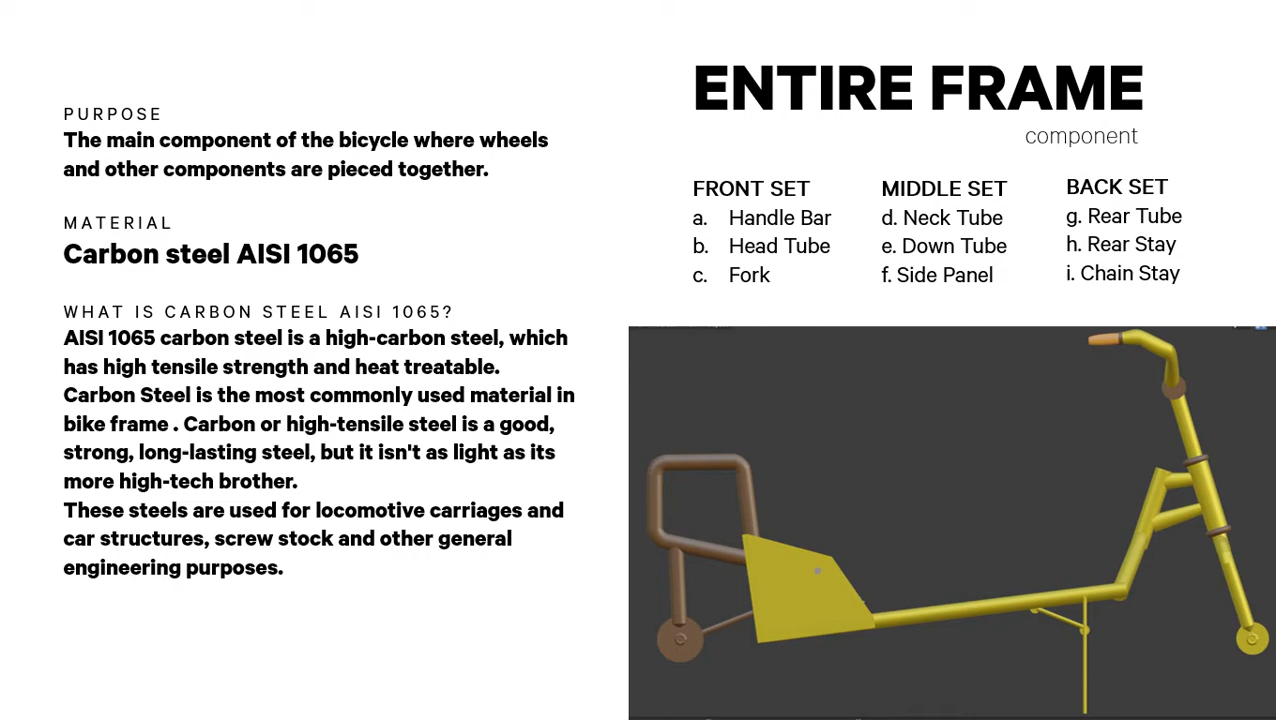 PURPOSE
The main component of the bicycle where wheels
and other components are pieced together.
MATERIAL
Carbon steel AISI 1065
WHAT IS CARBON STEEL AISI 1065?
AISI 1065 carbon steel is a high-carbon steel, which
has high tensile strength and heat treatable.
Carbon Steel is the most commonly used material in
bike frame . Carbon or high-tensile steel is a good,
strong, long-lasting steel, but it isn't as light as its
more high-tech brother.
These steels are used for locomotive carriages and
car structures, screw stock and other general
engineering purposes.
ENTIRE FRAME
component
FRONT SET
a. Handle Bar
b. Head Tube
c. Fork
MIDDLE SET
d. Neck Tube
e. Down Tube
f. Side Panel
BACK SET
g. Rear Tube
h. Rear Stay
i. Chain Stay